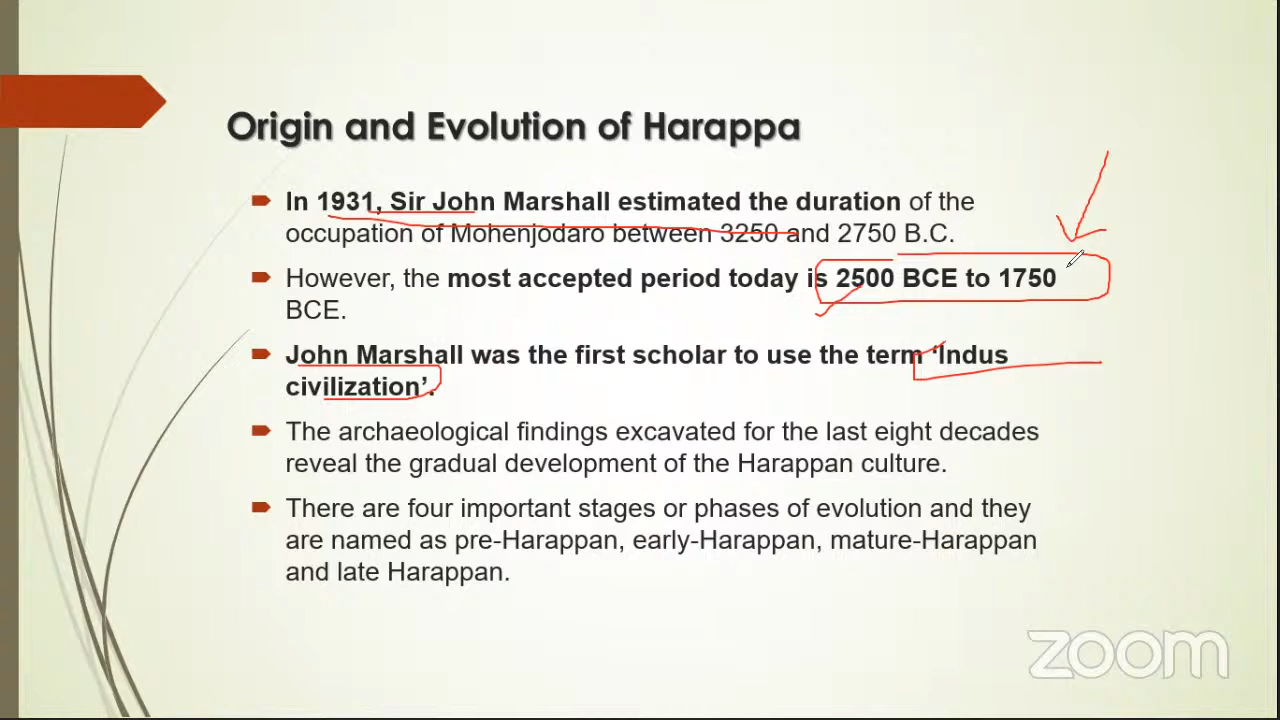 Origin and Evolution of Harappa
In 1931, Sir John Marshall estimated the duration of the
occupation of Mohenjodaro between 3250 and 2750 B.C.
However, the most accepted period today is 2500 BCE to 1750
BCE.
John Marshall was the first scholar to use the term ‘Indus
civilization’.
The archaeological findings excavated for the last eight decades
reveal the gradual development of the Harappan culture.
There are four important stages or phases of evolution and they
are named as pre-Harappan, early-Harappan, mature-Harappan
and late Harappan.
zoom